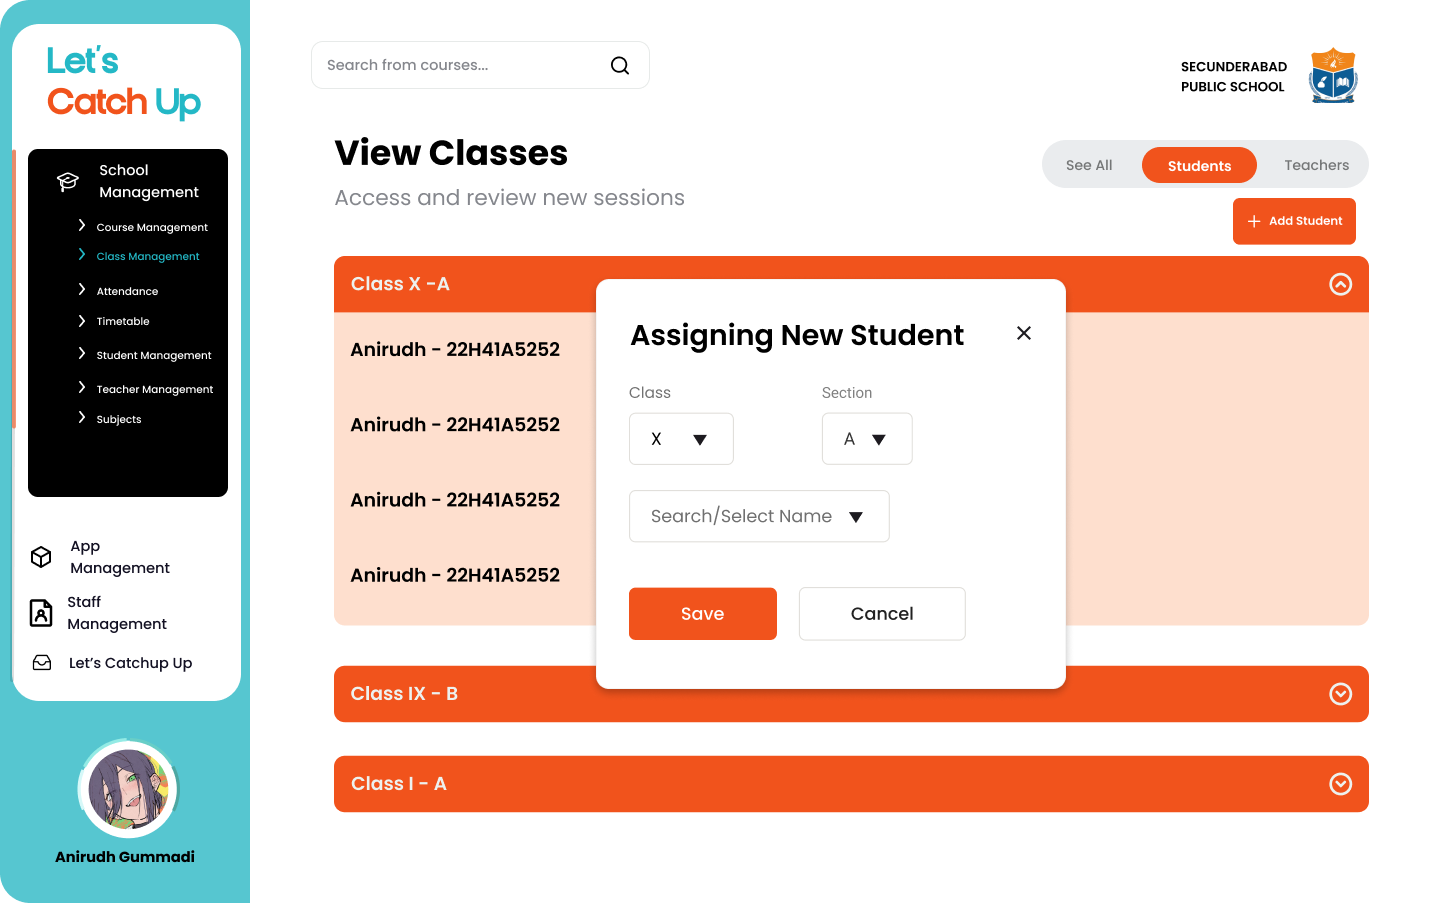 Let's
Catch Up
School
Management
Course Management
Class Management
Attendance
Timetable
Student Management
Teacher Management
Subjects
App
Management
Staff
Management
Let's Catchup Up
Anirudh Gummadi
Search from courses...
SECUNDERABAD
PUBLIC SCHOOL
View Classes
Access and review new sessions
See All
Students
Teachers
+ Add Student
Class X -A
Anirudh - 22H41A5252
Anirudh - 22H41A5252
Anirudh - 22H41A5252
Anirudh - 22H41A5252
Assigning New Student
Class
Section
X
A
Search/Select Name
Save
Cancel
Class IX - B
Class I - A